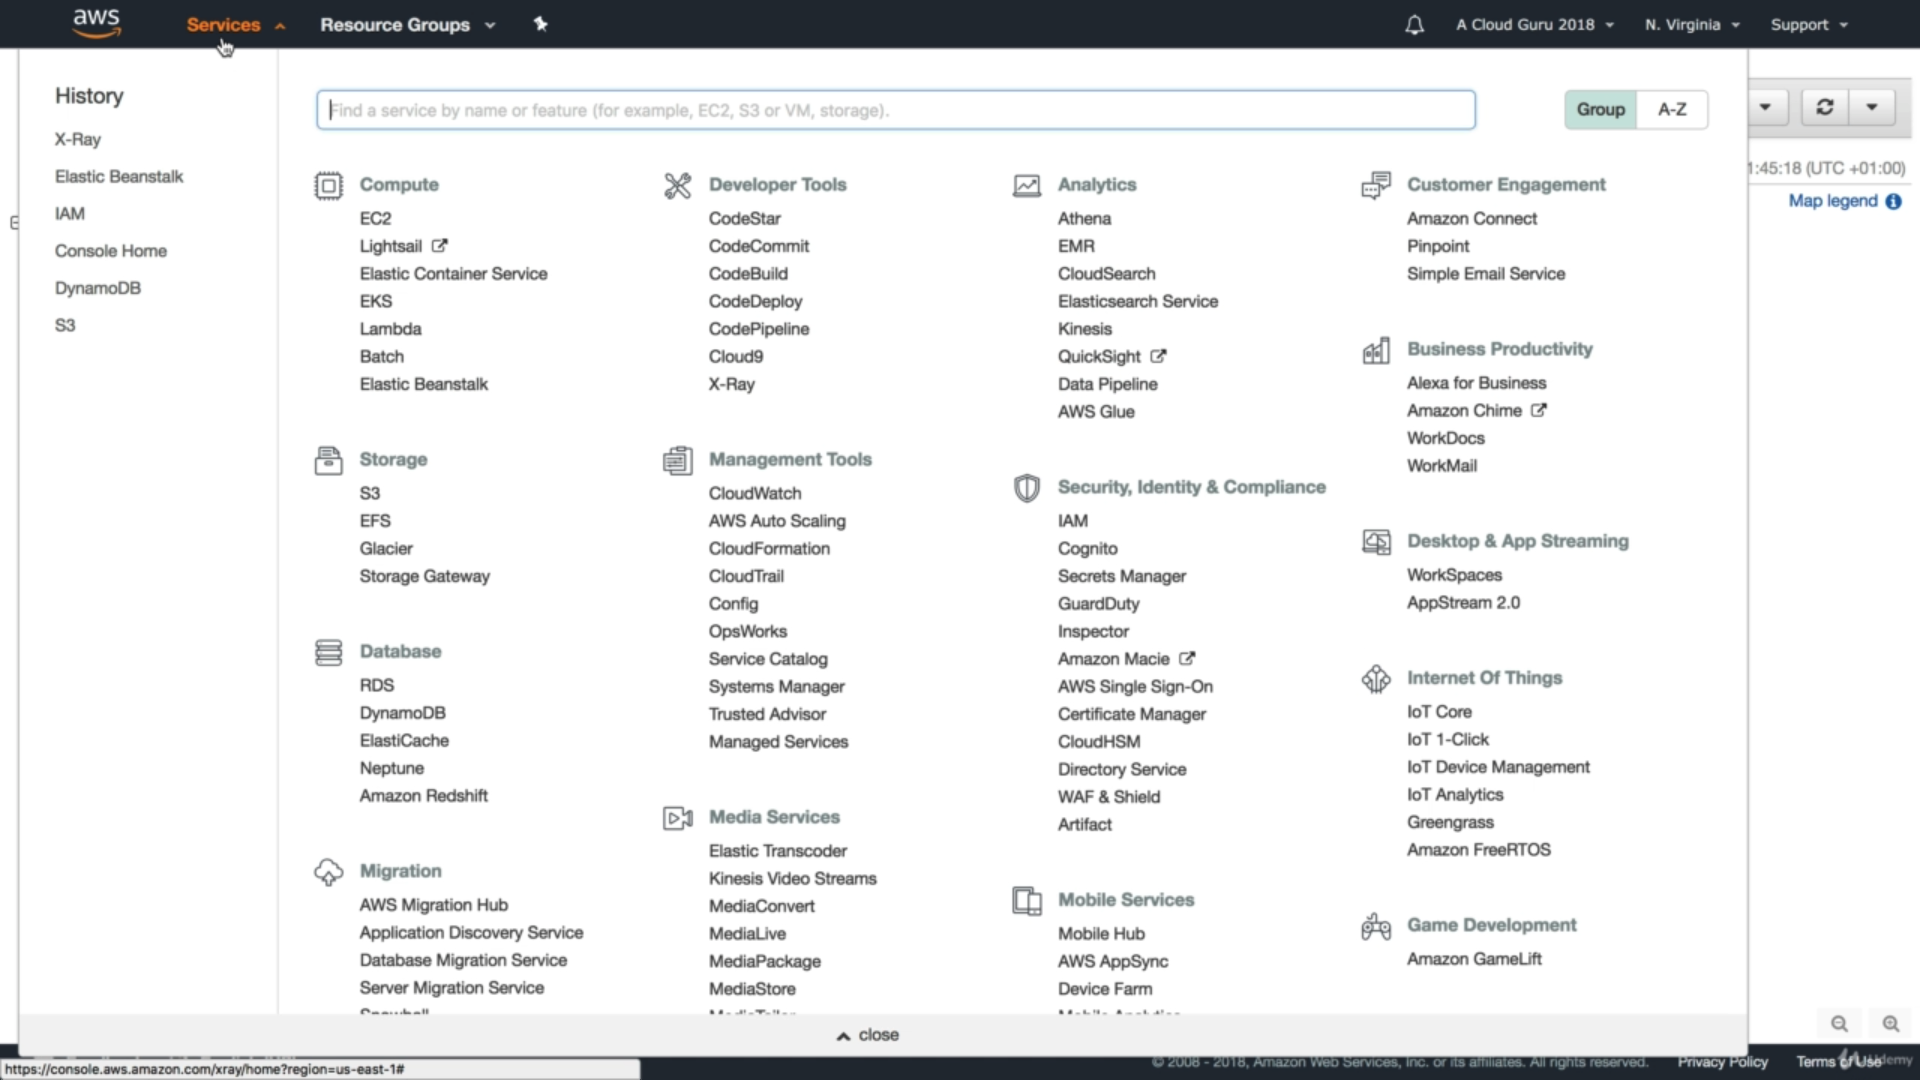 aws
Services
Resource Groups
A Cloud Guru 2018
N. Virginia
Support
History
X-Ray
Elastic Beanstalk
IAM
Console Home
DynamoDB
S3
Find a service by name or feature (for example, EC2, S3 or VM, storage).
Group
A-Z
Compute
EC2
Lightsail
Elastic Container Service
EKS
Lambda
Batch
Elastic Beanstalk
Storage
S3
EFS
Glacier
Storage Gateway
Database
RDS
DynamoDB
ElastiCache
Neptune
Amazon Redshift
Migration
AWS Migration Hub
Application Discovery Service
Database Migration Service
Server Migration Service
Snowball
Developer Tools
CodeStar
CodeCommit
CodeBuild
CodeDeploy
CodePipeline
Cloud9
X-Ray
Management Tools
CloudWatch
AWS Auto Scaling
CloudFormation
CloudTrail
Config
OpsWorks
Service Catalog
Systems Manager
Trusted Advisor
Managed Services
Media Services
Elastic Transcoder
Kinesis Video Streams
MediaConvert
MediaLive
MediaPackage
MediaStore
MediaTailor
Analytics
Athena
EMR
CloudSearch
Elasticsearch Service
Kinesis
QuickSight
Data Pipeline
AWS Glue
Security, Identity & Compliance
IAM
Cognito
Secrets Manager
GuardDuty
Inspector
Amazon Macie
AWS Single Sign-On
Certificate Manager
CloudHSM
Directory Service
WAF & Shield
Artifact
Mobile Services
Mobile Hub
AWS AppSync
Device Farm
Mobile Analytics
Customer Engagement
Amazon Connect
Pinpoint
Simple Email Service
Business Productivity
Alexa for Business
Amazon Chime
WorkDocs
WorkMail
Desktop & App Streaming
WorkSpaces
AppStream 2.0
Internet Of Things
IoT Core
IoT 1-Click
IoT Device Management
IoT Analytics
Greengrass
Amazon FreeRTOS
Game Development
Amazon GameLift
1:45:18 (UTC +01:00)
Map legend
close
https://console.aws.amazon.com/xray/home?region=us-east-1#
© 2008 - 2018, Amazon Web Services, Inc. or its affiliates. All rights reserved.
Privacy Policy
Terms of Use